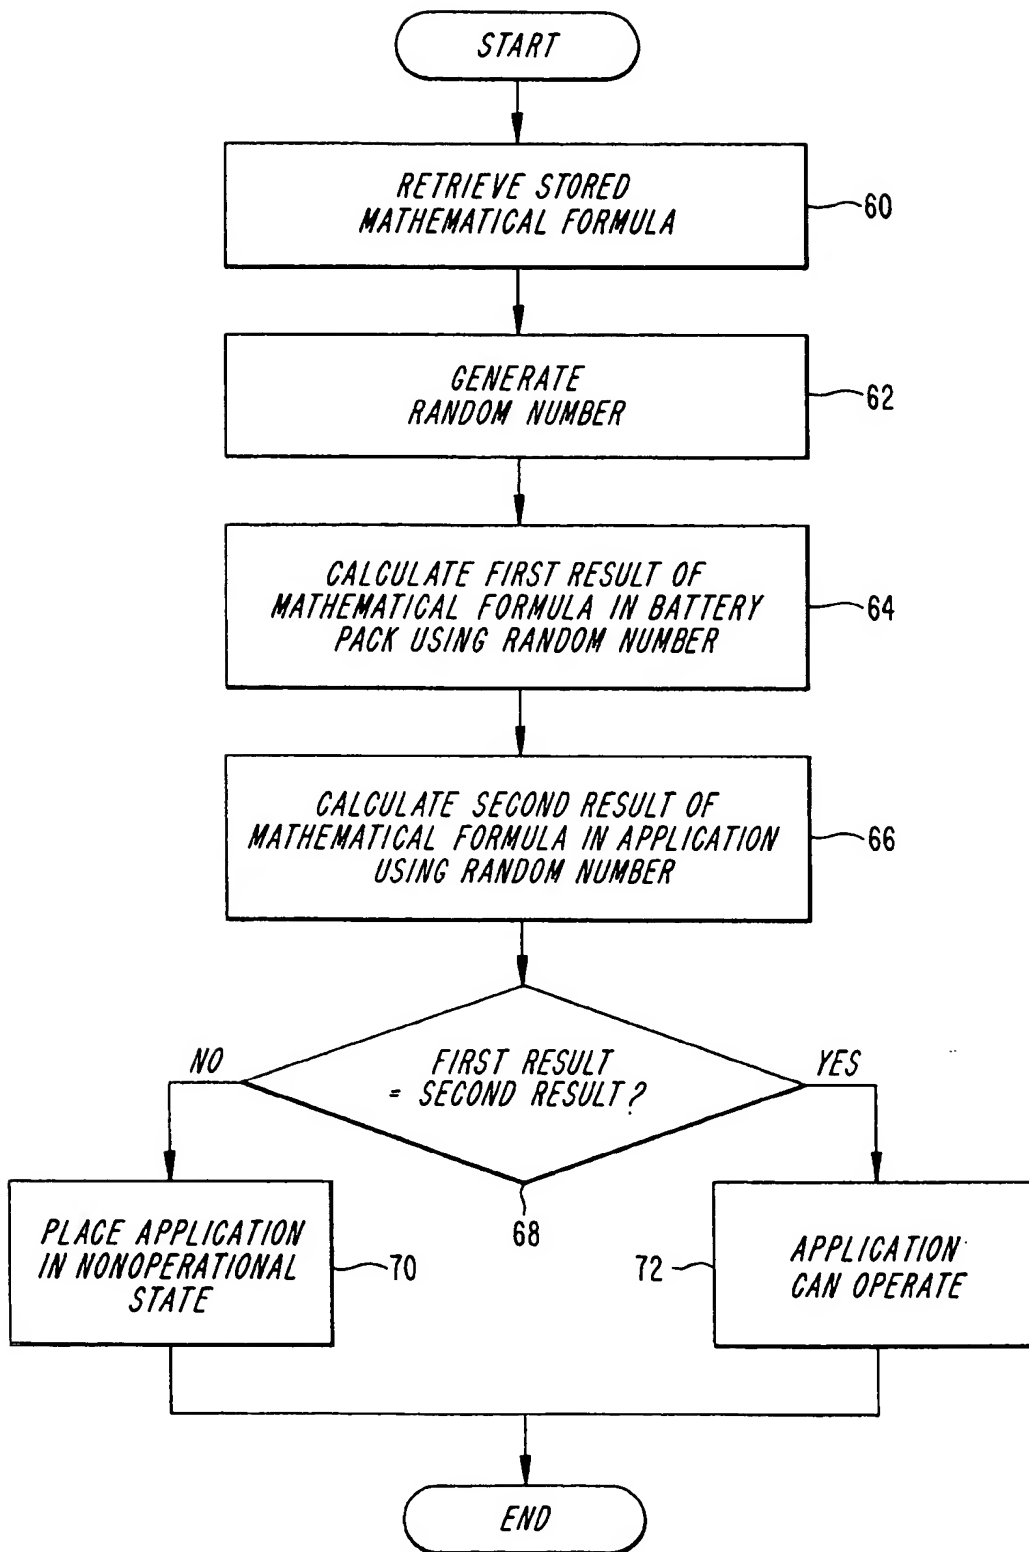 START
RETRIEVE STORED
MATHEMATICAL FORMULA
60
GENERATE
RANDOM NUMBER
62
CALCULATE FIRST RESULT OF
MATHEMATICAL FORMULA IN BATTERY
PACK USING RANDOM NUMBER
64
CALCULATE SECOND RESULT OF
MATHEMATICAL FORMULA IN APPLICATION
USING RANDOM NUMBER
66
NO
FIRST RESULT
= SECOND RESULT?
YES
68
PLACE APPLICATION
IN NONOPERATIONAL
STATE
70
72
APPLICATION
CAN OPERATE
END